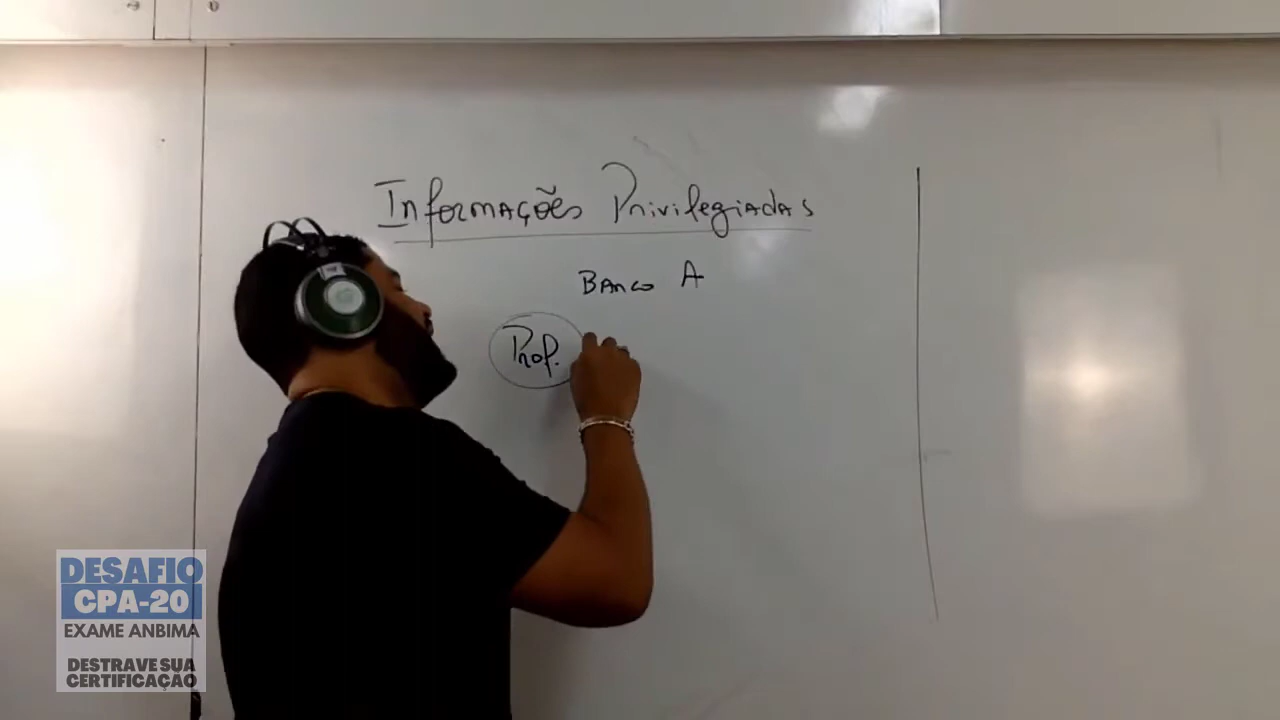 Informações Privilegiadas
Banco A
Prof.
DESAFIO
CPA-20
EXAME ANBIMA
DESTRAVE SUA
CERTIFICAÇÃO